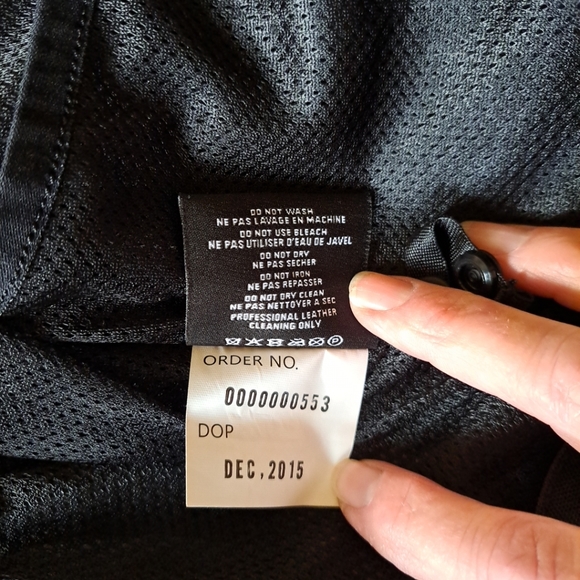 DO NOT WASH
NE PAS LAVAGE EN MACHINE
DO NOT USE BLEACH
NE PAS UTILISER D'EAU DE JAVEL
DO NOT DRY
NE PAS SECHER
DO NOT IRON
NE PAS REPASSER
DO NOT DRY CLEAN
NE PAS NETTOYER A SEC
PROFESSIONAL LEATHER
CLEANING ONLY
ORDER NO.
0000000553
DOP
DEC, 2015